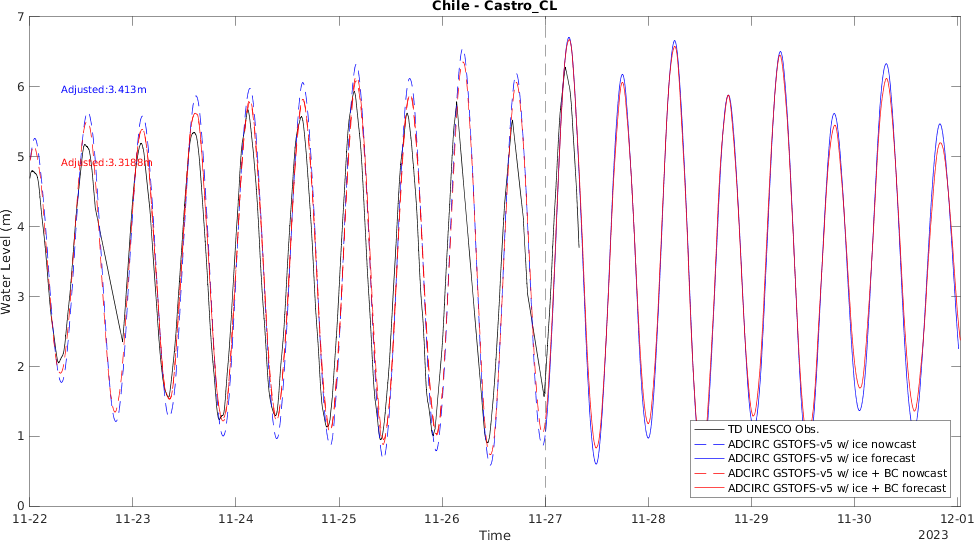 Chile - Castro_CL
7
6
5
4
3
2
1
0
Water Level (m)
Adjusted:3.413m
Adjusted:3.3188m
TD UNESCO Obs.
ADCIRC GSTOFS-v5 w/ ice nowcast
ADCIRC GSTOFS-v5 w/ ice forecast
ADCIRC GSTOFS-v5 w/ ice + BC nowcast
ADCIRC GSTOFS-v5 w/ ice + BC forecast
11-22 11-23 11-24 11-25 11-26 11-27 11-28 11-29 11-30 12-01
Time
2023